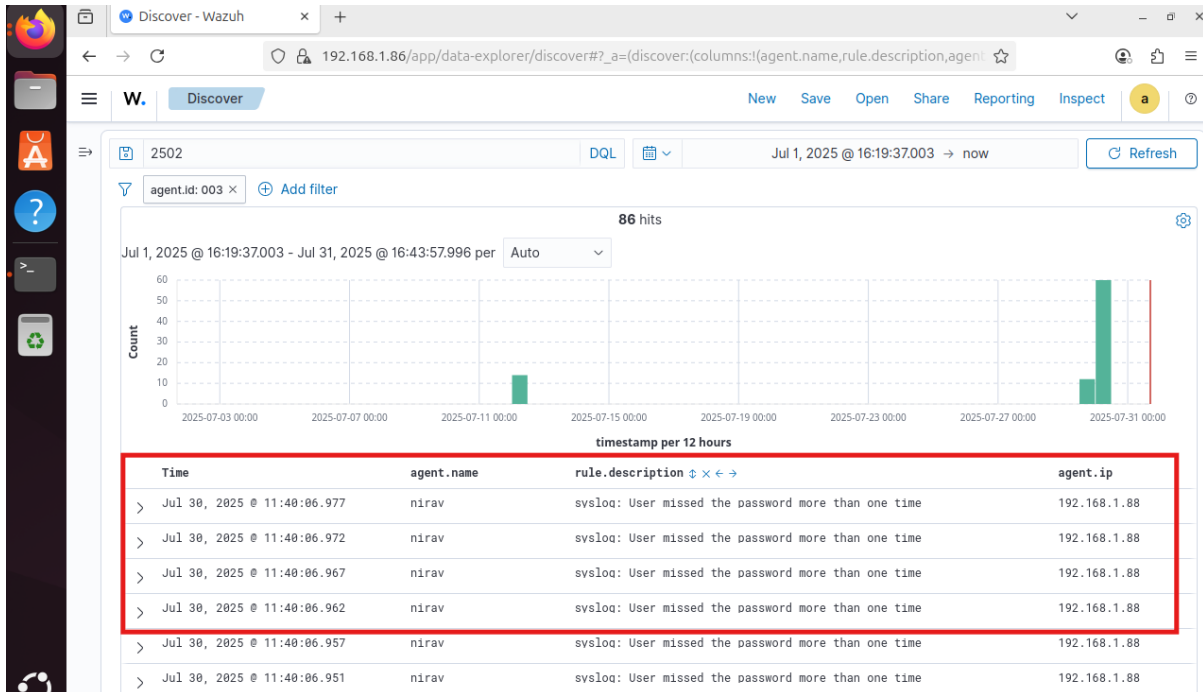 Discover - Wazuh
192.168.1.86/app/data-explorer/discover#?_a=(discover:(columns:!(agent.name,rule.description,agent
W. Discover New Save Open Share Reporting Inspect a
2502 DQL Jul 1, 2025 @ 16:19:37.003 → now Refresh
agent.id: 003 × Add filter
86 hits
Jul 1, 2025 @ 16:19:37.003 - Jul 31, 2025 @ 16:43:57.996 per Auto
Count
60
50
40
30
20
10
0
2025-07-03 00:00 2025-07-07 00:00 2025-07-11 00:00 2025-07-15 00:00 2025-07-19 00:00 2025-07-23 00:00 2025-07-27 00:00 2025-07-31 00:00
timestamp per 12 hours
Time agent.name rule.description agent.ip
Jul 30, 2025 @ 11:40:06.977 nirav syslog: User missed the password more than one time 192.168.1.88
Jul 30, 2025 @ 11:40:06.972 nirav syslog: User missed the password more than one time 192.168.1.88
Jul 30, 2025 @ 11:40:06.967 nirav syslog: User missed the password more than one time 192.168.1.88
Jul 30, 2025 @ 11:40:06.962 nirav syslog: User missed the password more than one time 192.168.1.88
Jul 30, 2025 @ 11:40:06.957 nirav syslog: User missed the password more than one time 192.168.1.88
Jul 30, 2025 @ 11:40:06.951 nirav syslog: User missed the password more than one time 192.168.1.88